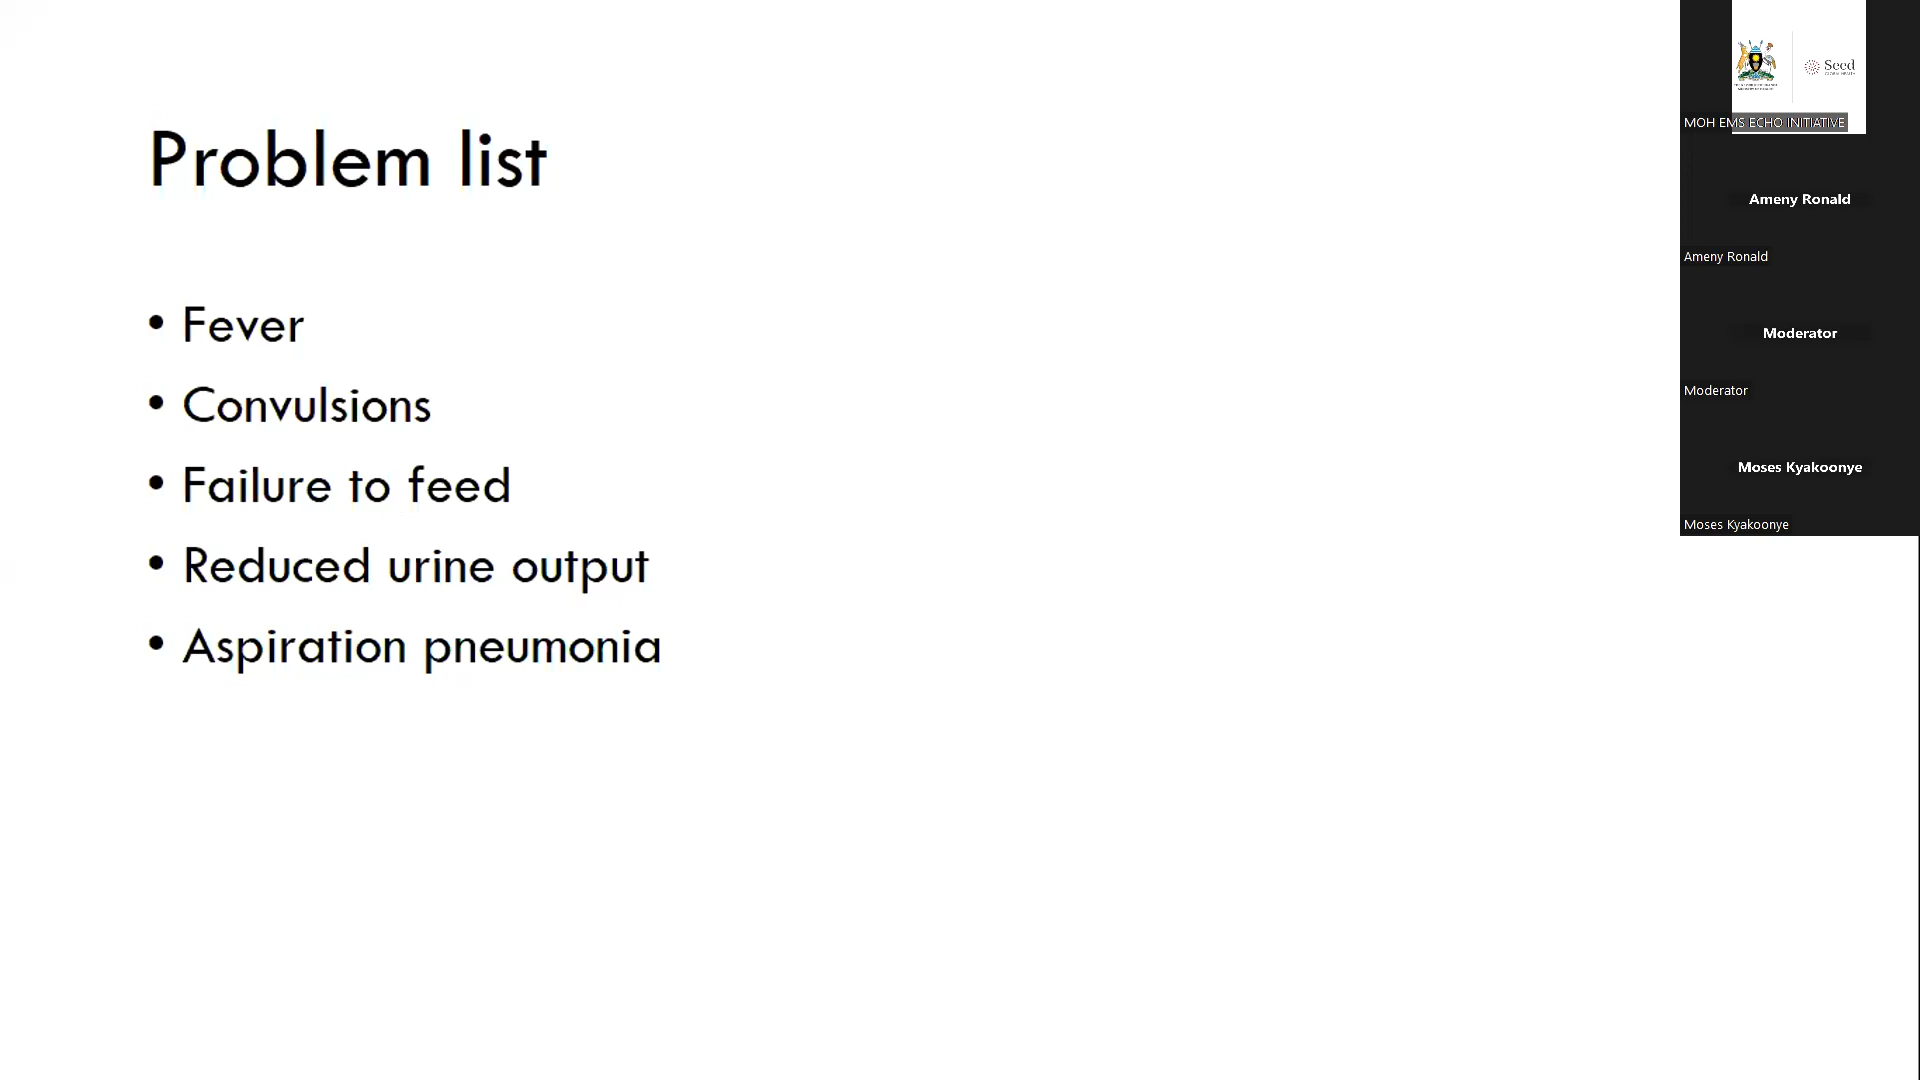 Problem list
• Fever
• Convulsions
• Failure to feed
• Reduced urine output
• Aspiration pneumonia
Seed
MOH EMS ECHO INITIATIVE
Ameny Ronald
Ameny Ronald
Moderator
Moderator
Moses Kyakoonye
Moses Kyakoonye